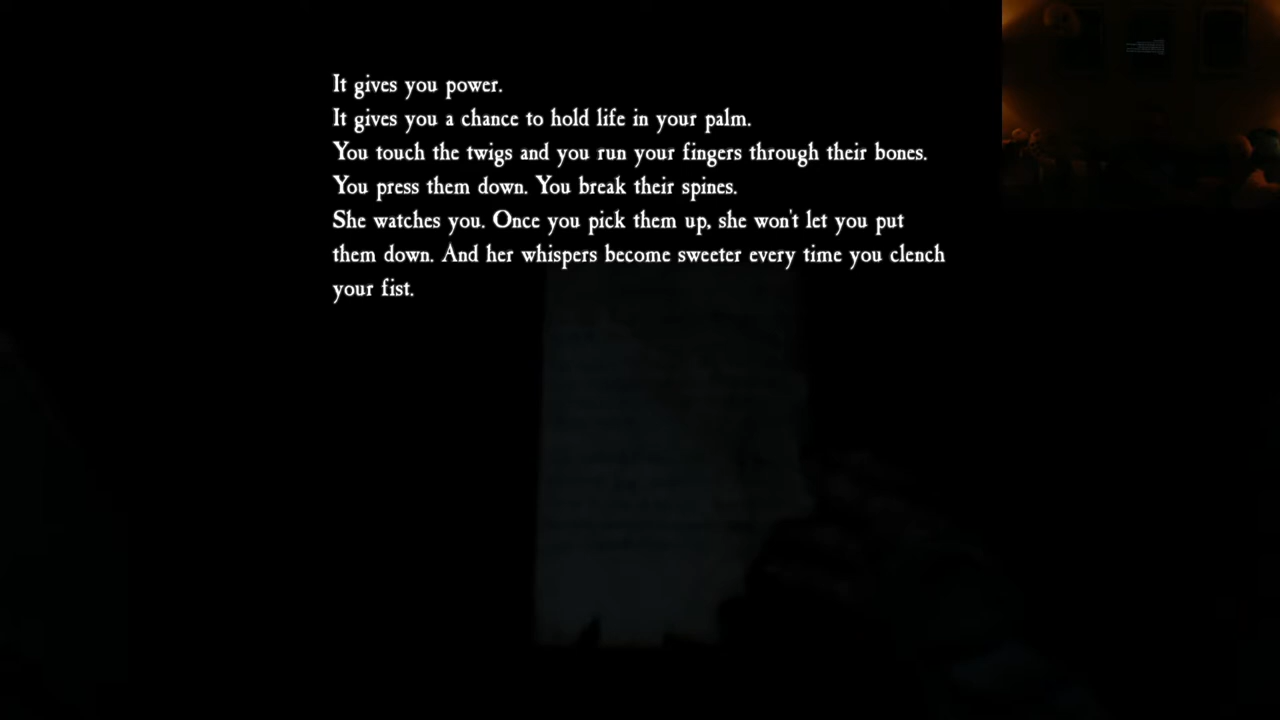 It gives you power.
It gives you a chance to hold life in your palm.
You touch the twigs and you run your fingers through their bones.
You press them down. You break their spines.
She watches you. Once you pick them up, she won't let you put
them down. And her whispers become sweeter every time you clench
your fist.